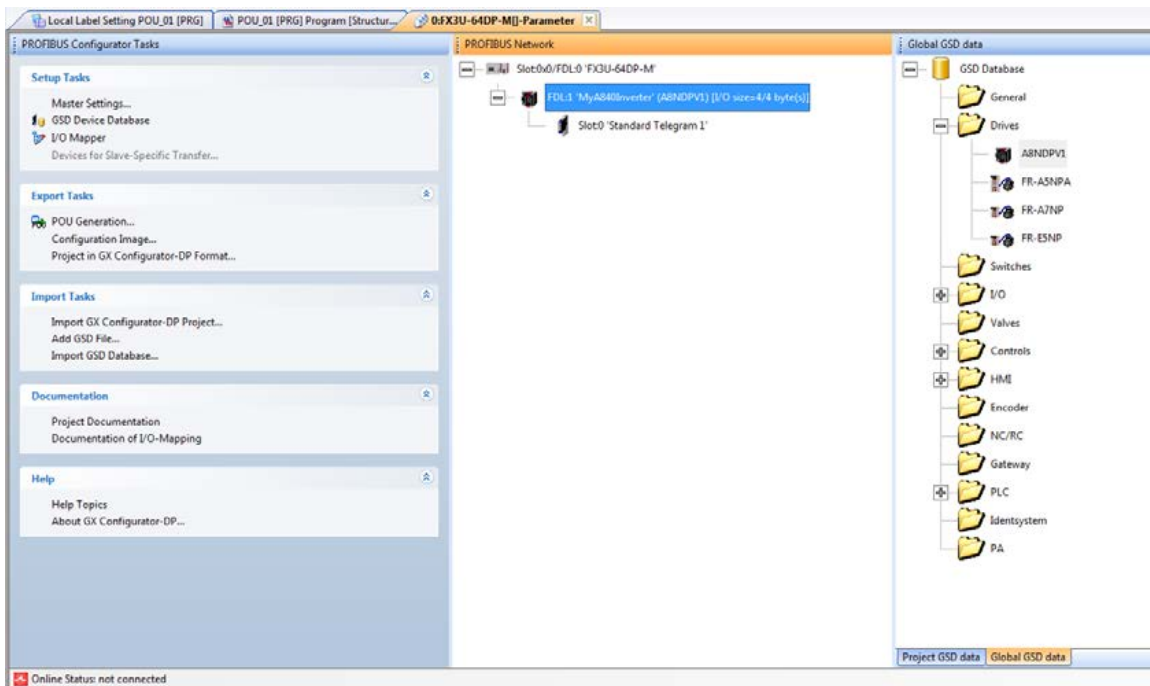 Local Label Setting POU_01 [PRG]
POU_01 [PRG] Program [Structur...
0:FX3U-64DP-M[]-Parameter
PROFIBUS Configurator Tasks
Setup Tasks
Master Settings...
GSD Device Database
I/O Mapper
Devices for Slave-Specific Transfer...
Export Tasks
POU Generation...
Configuration Image...
Project in GX Configurator-DP Format...
Import Tasks
Import GX Configurator-DP Project...
Add GSD File...
Import GSD Database...
Documentation
Project Documentation
Documentation of I/O-Mapping
Help
Help Topics
About GX Configurator-DP...
PROFIBUS Network
Slot:0x0/FDL:0 'FX3U-64DP-M'
FDL:1 'MyA840Inverter' (A8NDPV1) [I/O size=4/4 byte(s)]
Slot:0 'Standard Telegram 1'
Global GSD data
GSD Database
General
Drives
A8NDPV1
FR-A5NPA
FR-A7NP
FR-E5NP
Switches
I/O
Valves
Controls
HMI
Encoder
NC/RC
Gateway
PLC
Identsystem
PA
Project GSD data
Global GSD data
Online Status: not connected